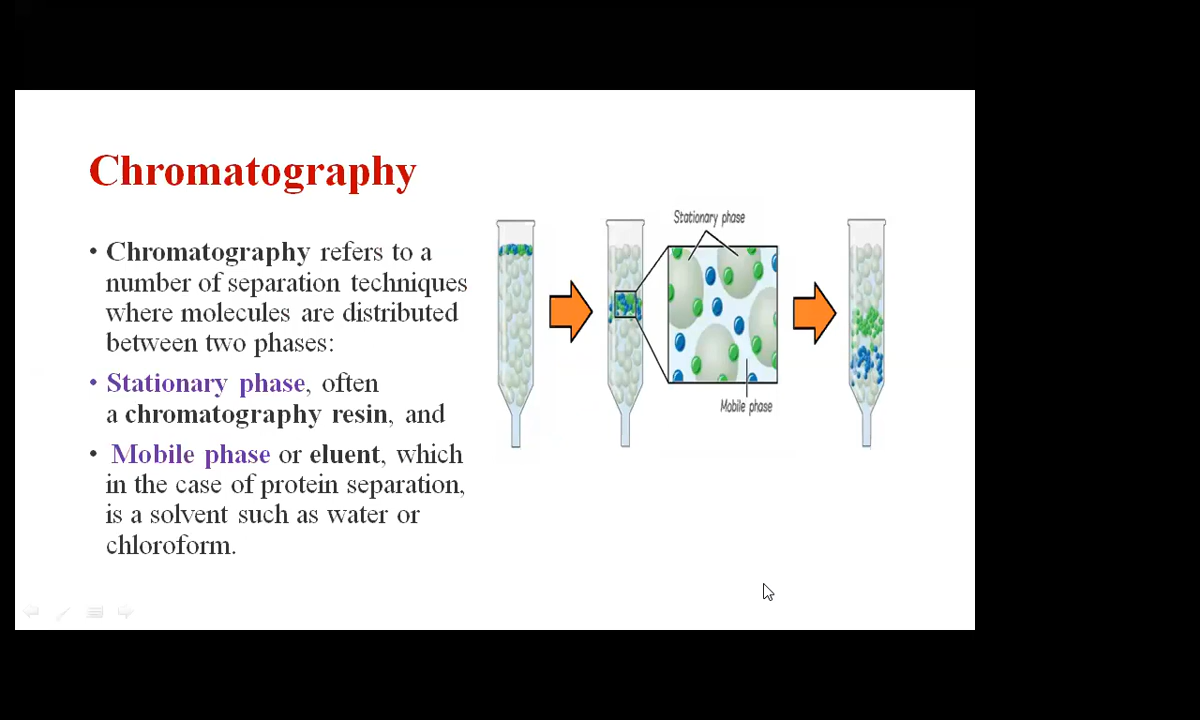 Chromatography
• Chromatography refers to a
number of separation techniques
where molecules are distributed
between two phases:
• Stationary phase, often
a chromatography resin, and
• Mobile phase or eluent, which
in the case of protein separation,
is a solvent such as water or
chloroform.
Stationary phase
Mobile phase